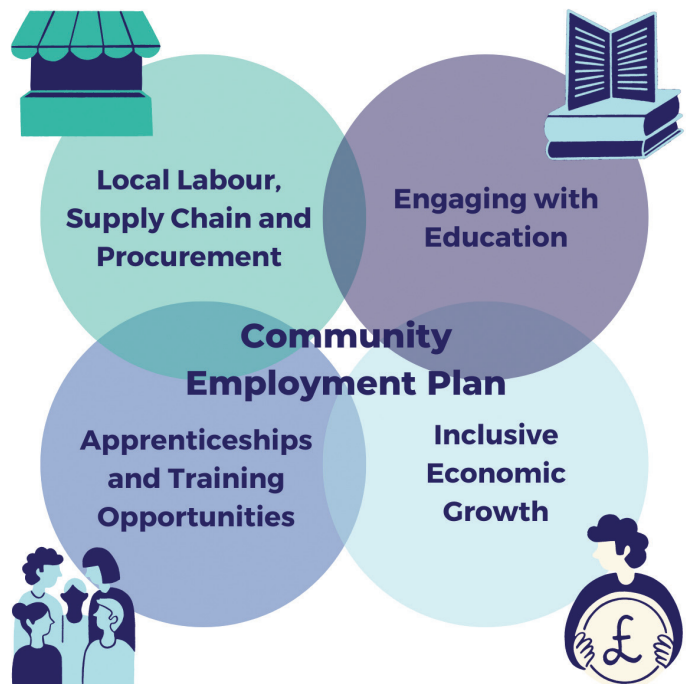 Local Labour,
Supply Chain and
Procurement
Engaging with
Education
Community
Employment Plan
Apprenticeships
and Training
Opportunities
Inclusive
Economic
Growth
£